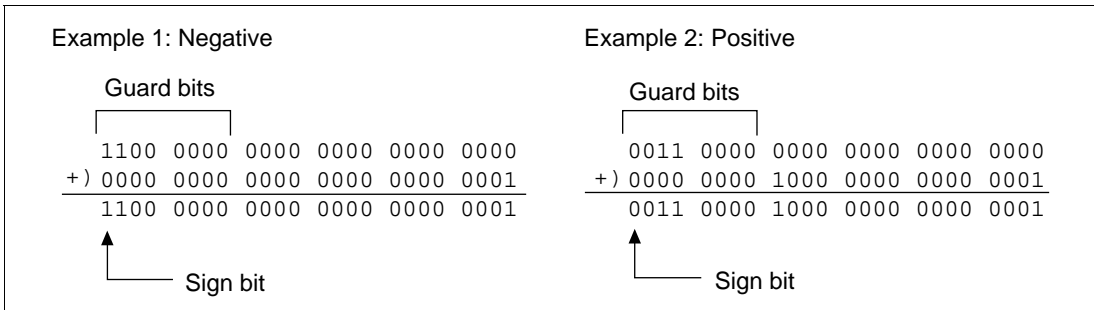 Example 1: Negative
Guard bits
1100 0000 0000 0000 0000 0000
+) 0000 0000 0000 0000 0000 0001
1100 0000 0000 0000 0000 0001
Sign bit
Example 2: Positive
Guard bits
0011 0000 0000 0000 0000 0000
+) 0000 0000 1000 0000 0000 0001
0011 0000 1000 0000 0000 0001
Sign bit